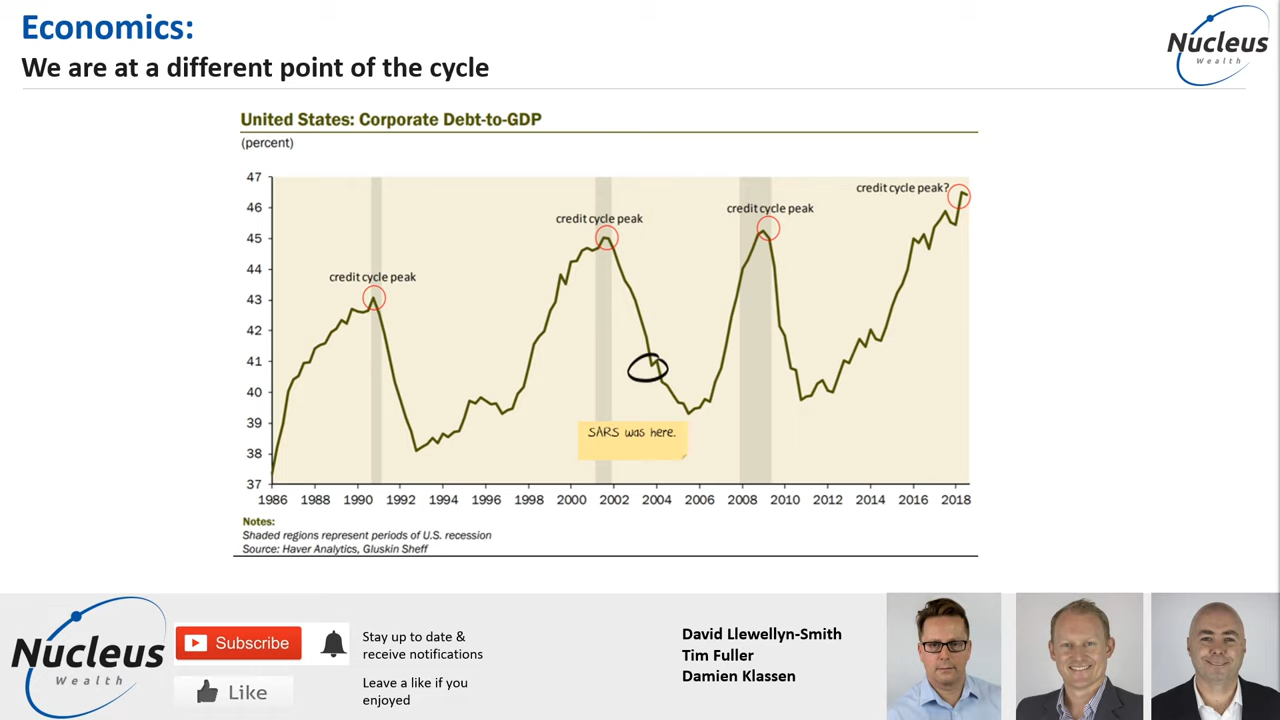 Economics:
We are at a different point of the cycle
Nucleus
Wealth
United States: Corporate Debt-to-GDP
(percent)
47
46
45
44
43
42
41
40
39
38
37
credit cycle peak
credit cycle peak
credit cycle peak
credit cycle peak?
SARS was here.
1986 1988 1990 1992 1994 1996 1998 2000 2002 2004 2006 2008 2010 2012 2014 2016 2018
Notes:
Shaded regions represent periods of U.S. recession
Source: Haver Analytics, Gluskin Sheff
Nucleus
Wealth
Subscribe
Like
Stay up to date &
receive notifications
Leave a like if you
enjoyed
David Llewellyn-Smith
Tim Fuller
Damien Klassen